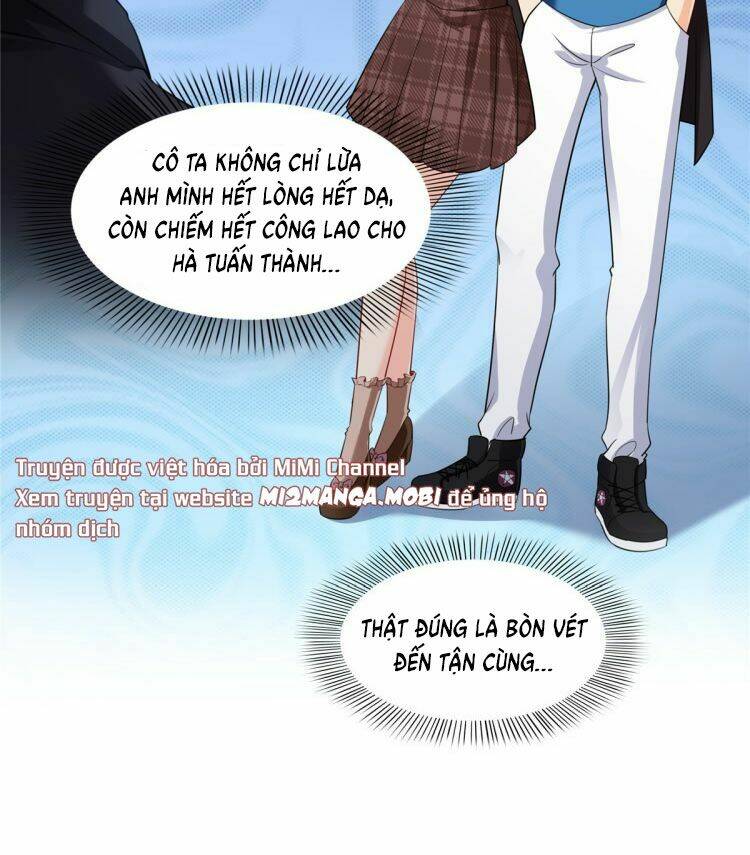 CÔ TA KHÔNG CHỈ LỪA
ANH MÌNH HẾT LÒNG HẾT DẠ,
CÒN CHIẾM HẾT CÔNG LAO CHO
HÀ TUẤN THÀNH...
Truyện được việt hóa bởi MiMi Channel
Xem truyện tại website MI2MANGA.MOBI để ủng hộ
nhóm dịch
THẬT ĐÚNG LÀ BÒN VÉT
ĐẾN TẬN CÙNG...